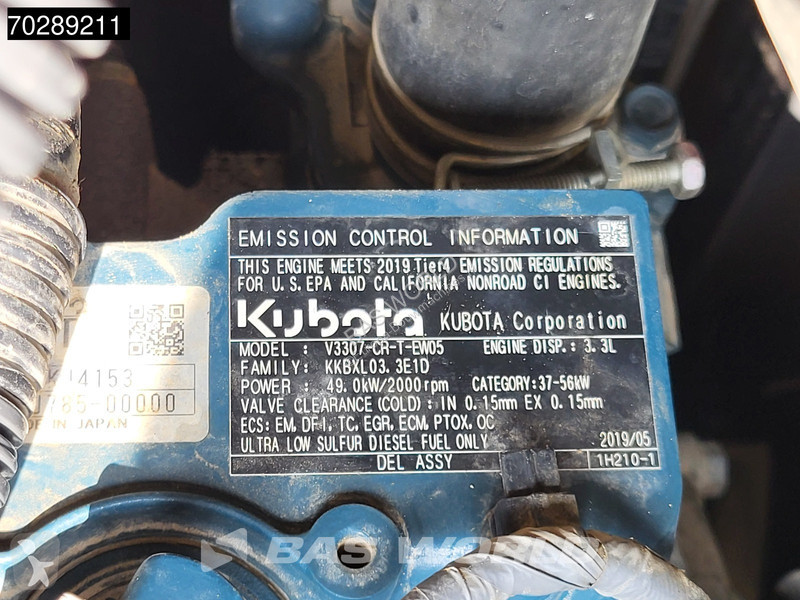 70289211
EMISSION CONTROL INFORMATION
THIS ENGINE MEETS 2019 Tier4 EMISSION REGULATIONS
FOR U.S. EPA AND CALIFORNIA NONROAD CI ENGINES.
Kubota KUBOTA Corporation
MODEL : V3307-CR-T-EW05 ENGINE DISP.: 3.3L
FAMILY: KKBXL03.3E1D
POWER : 49.0kW/2000rpm CATEGORY:37-56kW
VALVE CLEARANCE(COLD): IN 0.15mm EX 0.15mm
ECS: EM, DFI, TC, EGR, ECM, PTOX, OC
ULTRA LOW SULFUR DIESEL FUEL ONLY 2019/05
DEL ASSY 1H210-1
4153
-00000
IN JAPAN
BAS WORLD